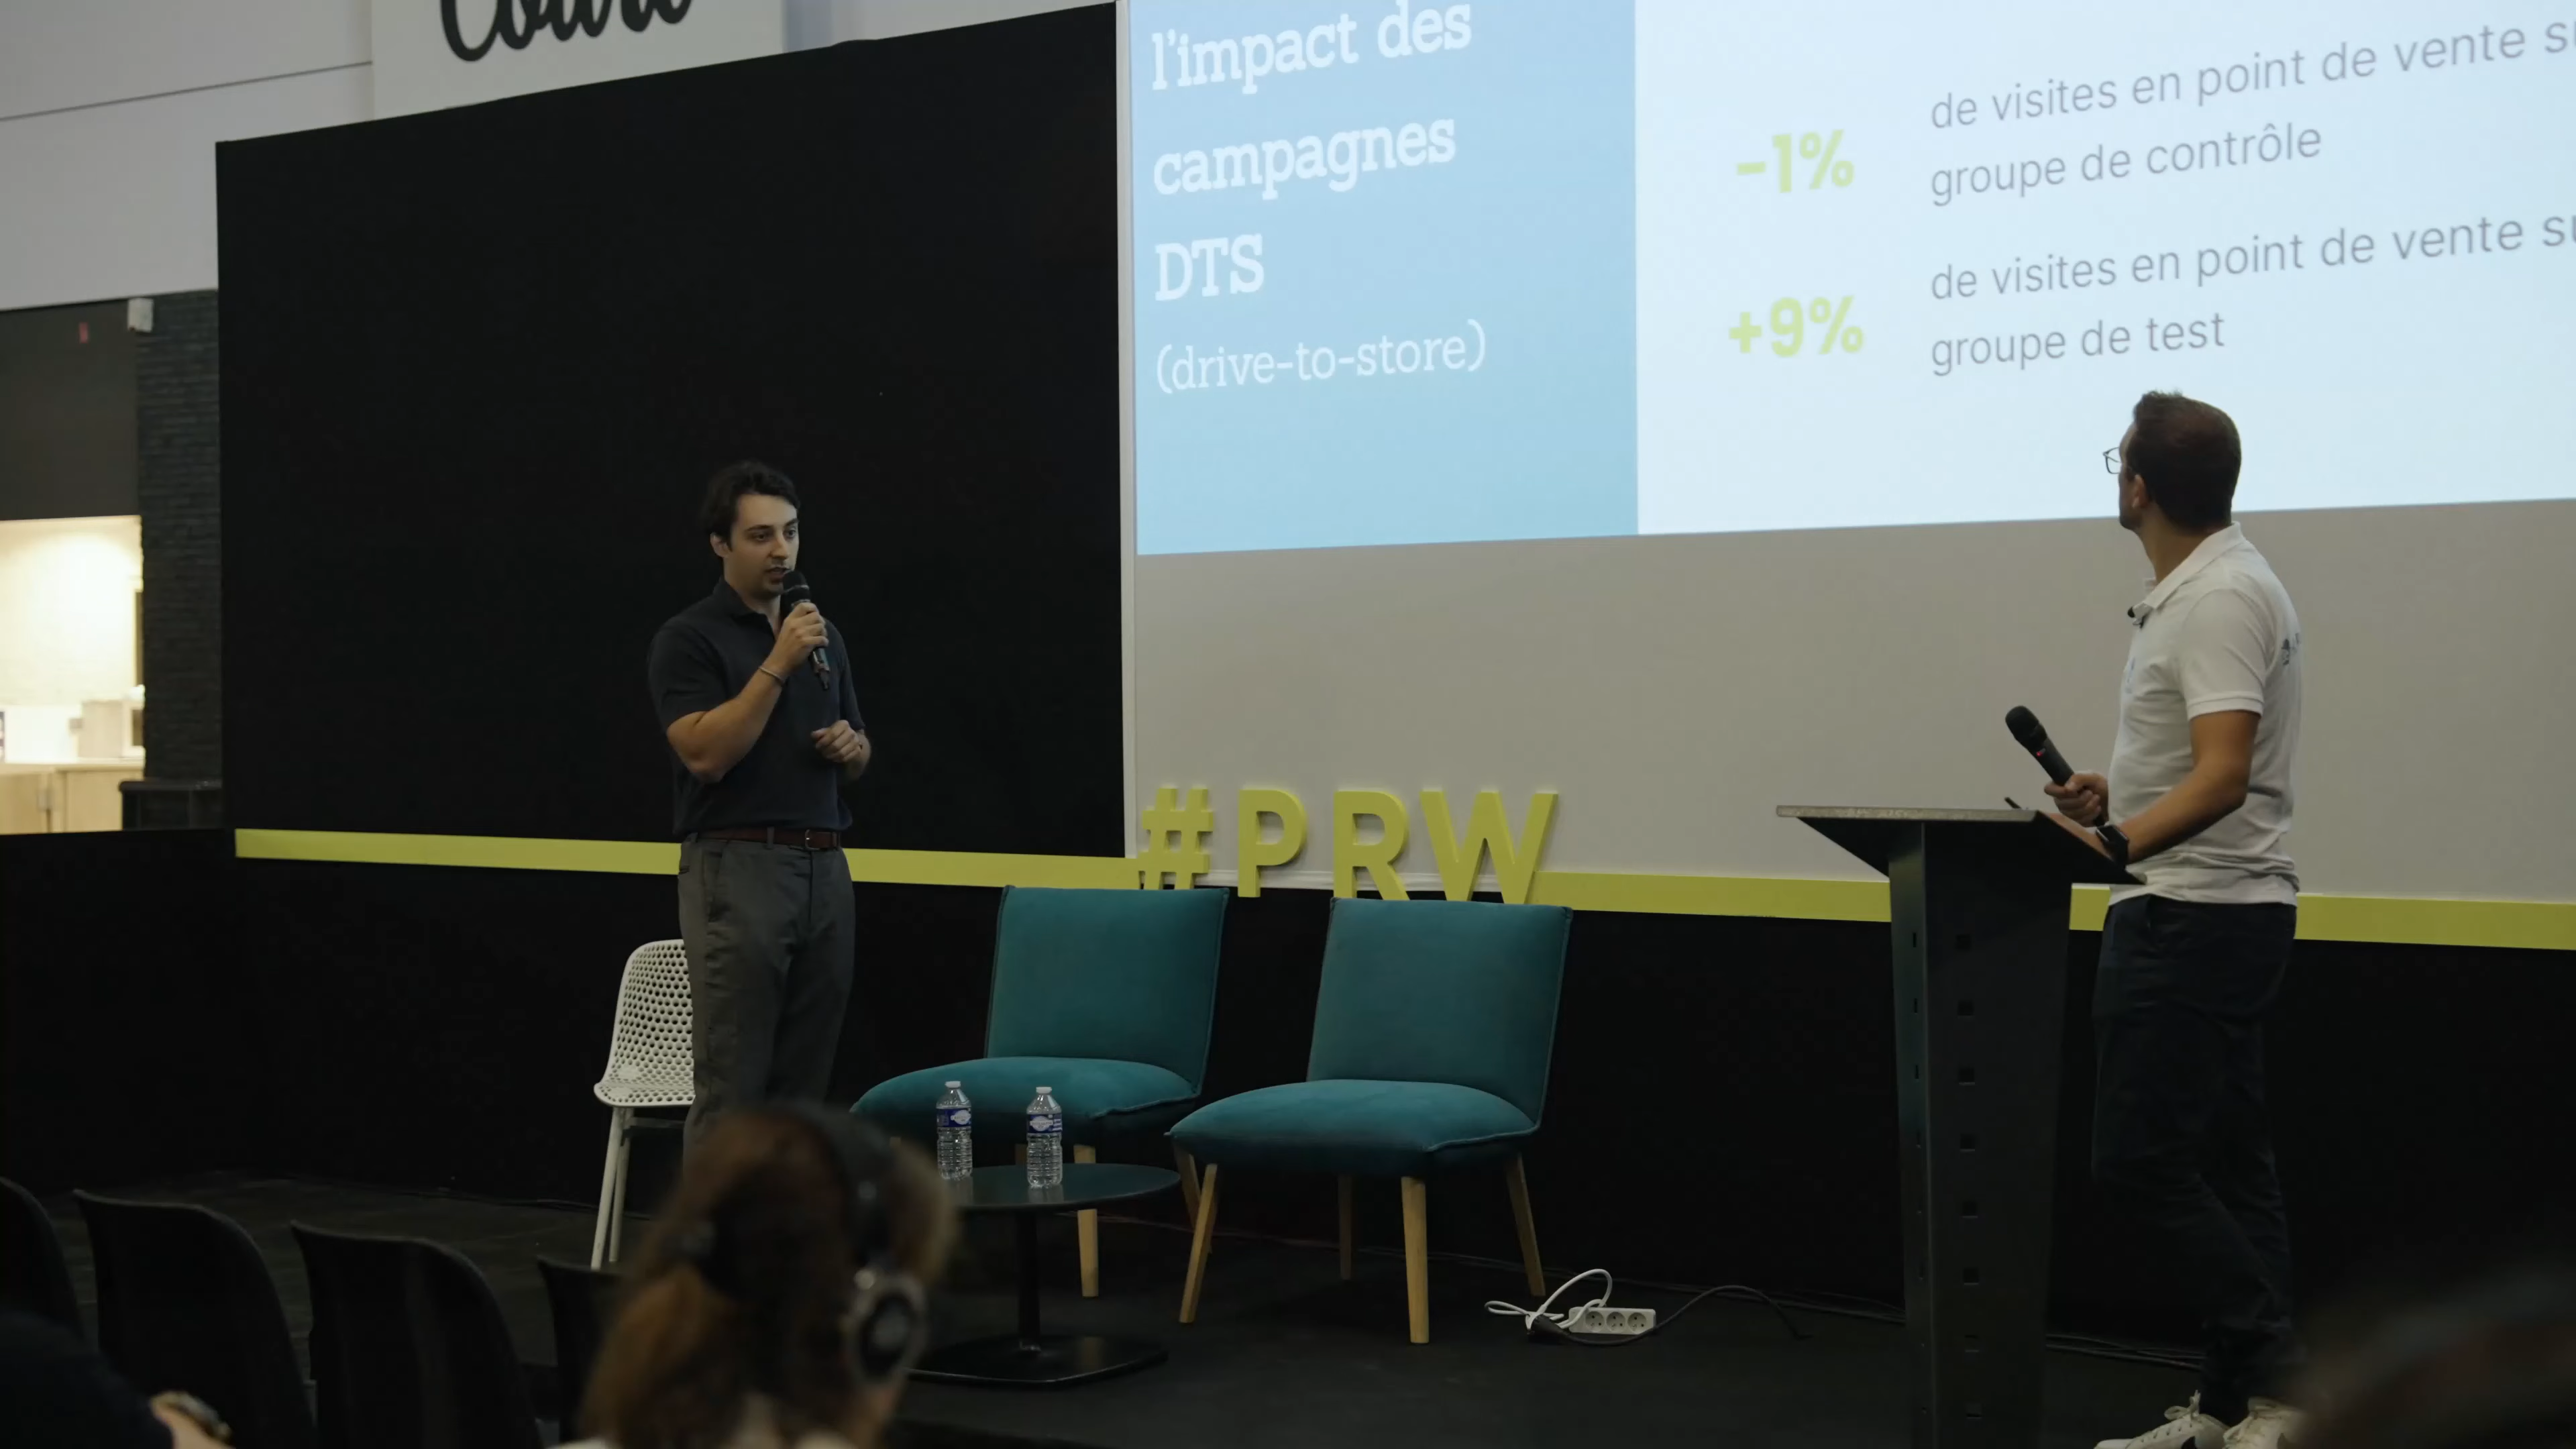 l'impact des
campagnes
DTS
(drive-to-store)
-1%
de visites en point de vente
groupe de contrôle
+9%
de visites en point de vente
groupe de test
#PRW